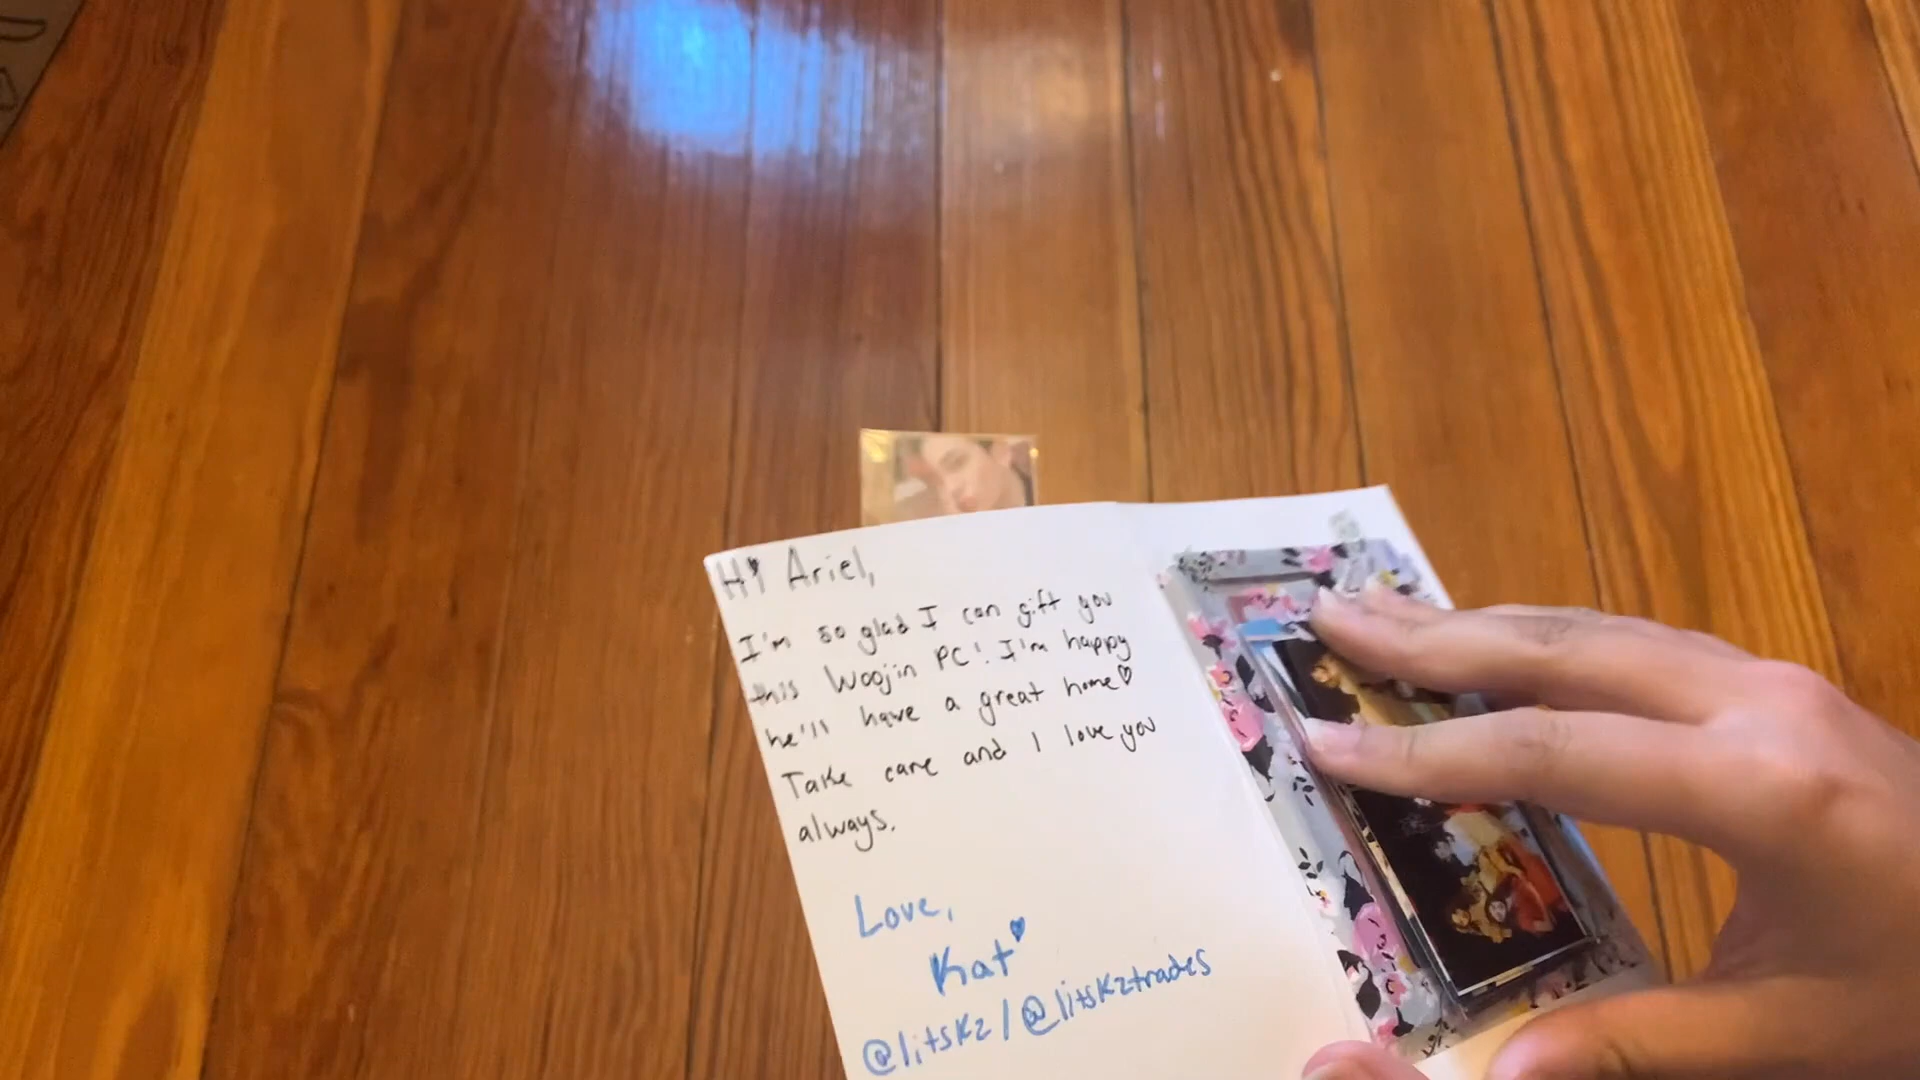 Hi Ariel,
I'm so glad I can gift you
this Woojin PC! I'm happy
he'll have a great home♡
Take care and I love you
always.
Love,
Kat♥
@litskz/@litskztrades